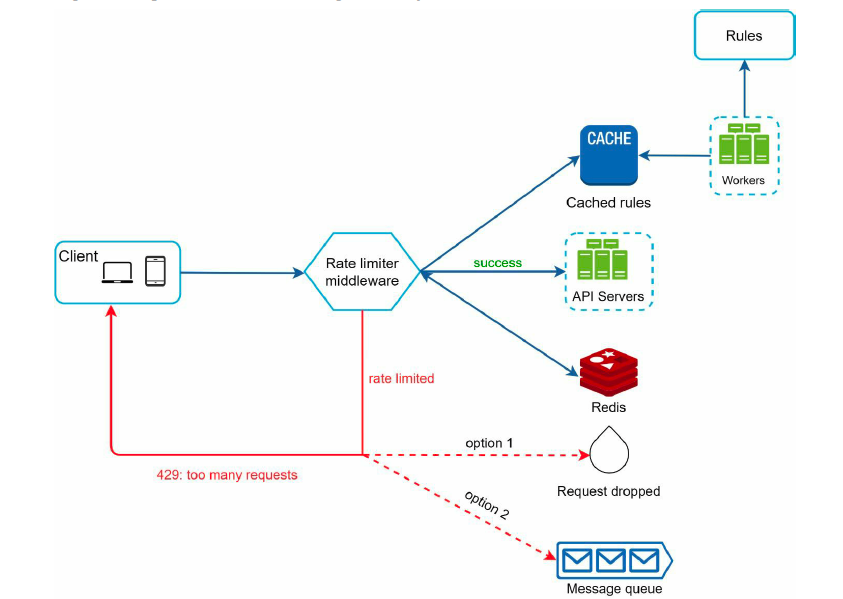 Rules
CACHE
Workers
Cached rules
Client
Rate limiter
middleware
success
API Servers
rate limited
Redis
option 1
429: too many requests
Request dropped
option 2
Message queue